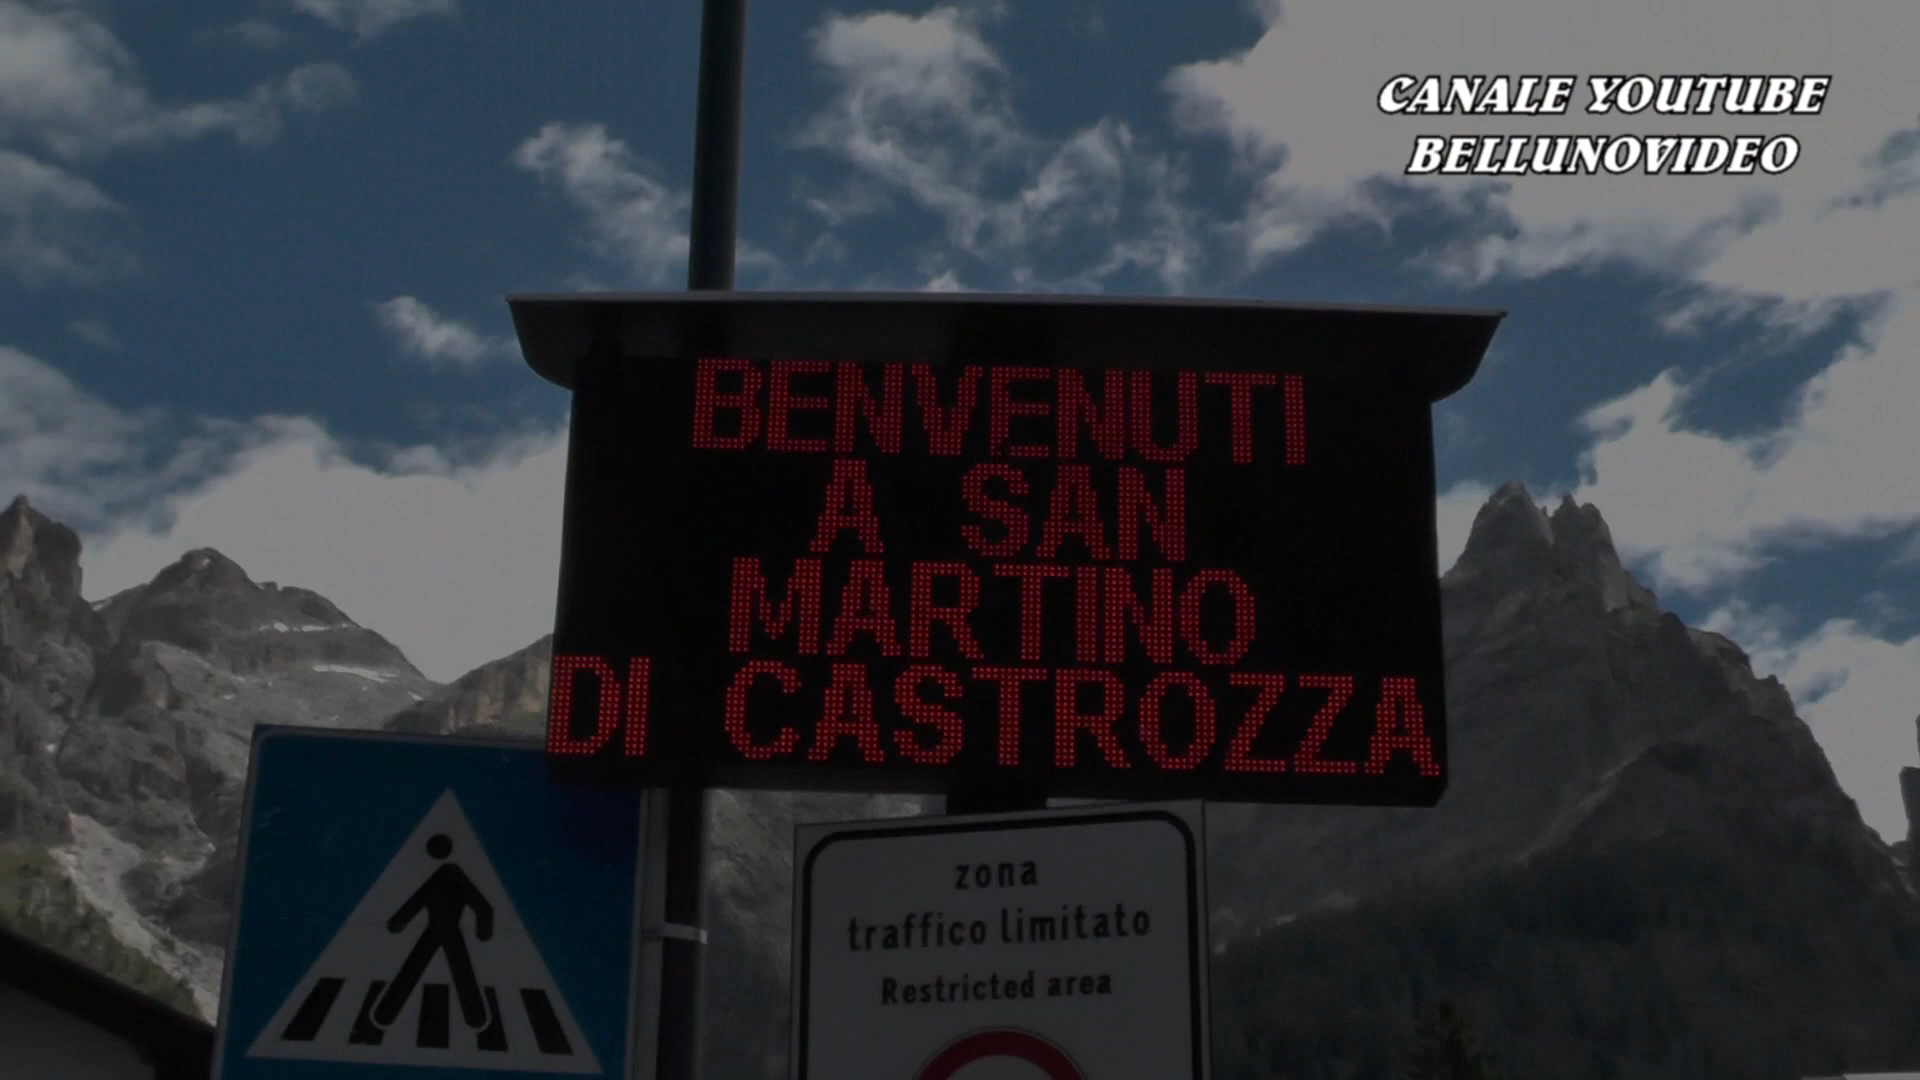 CANALE YOUTUBE
BELLUNOVIDEO
BENVENUTI
A SAN
MARTINO
DI CASTROZZA
zona
traffico limitato
Restricted area